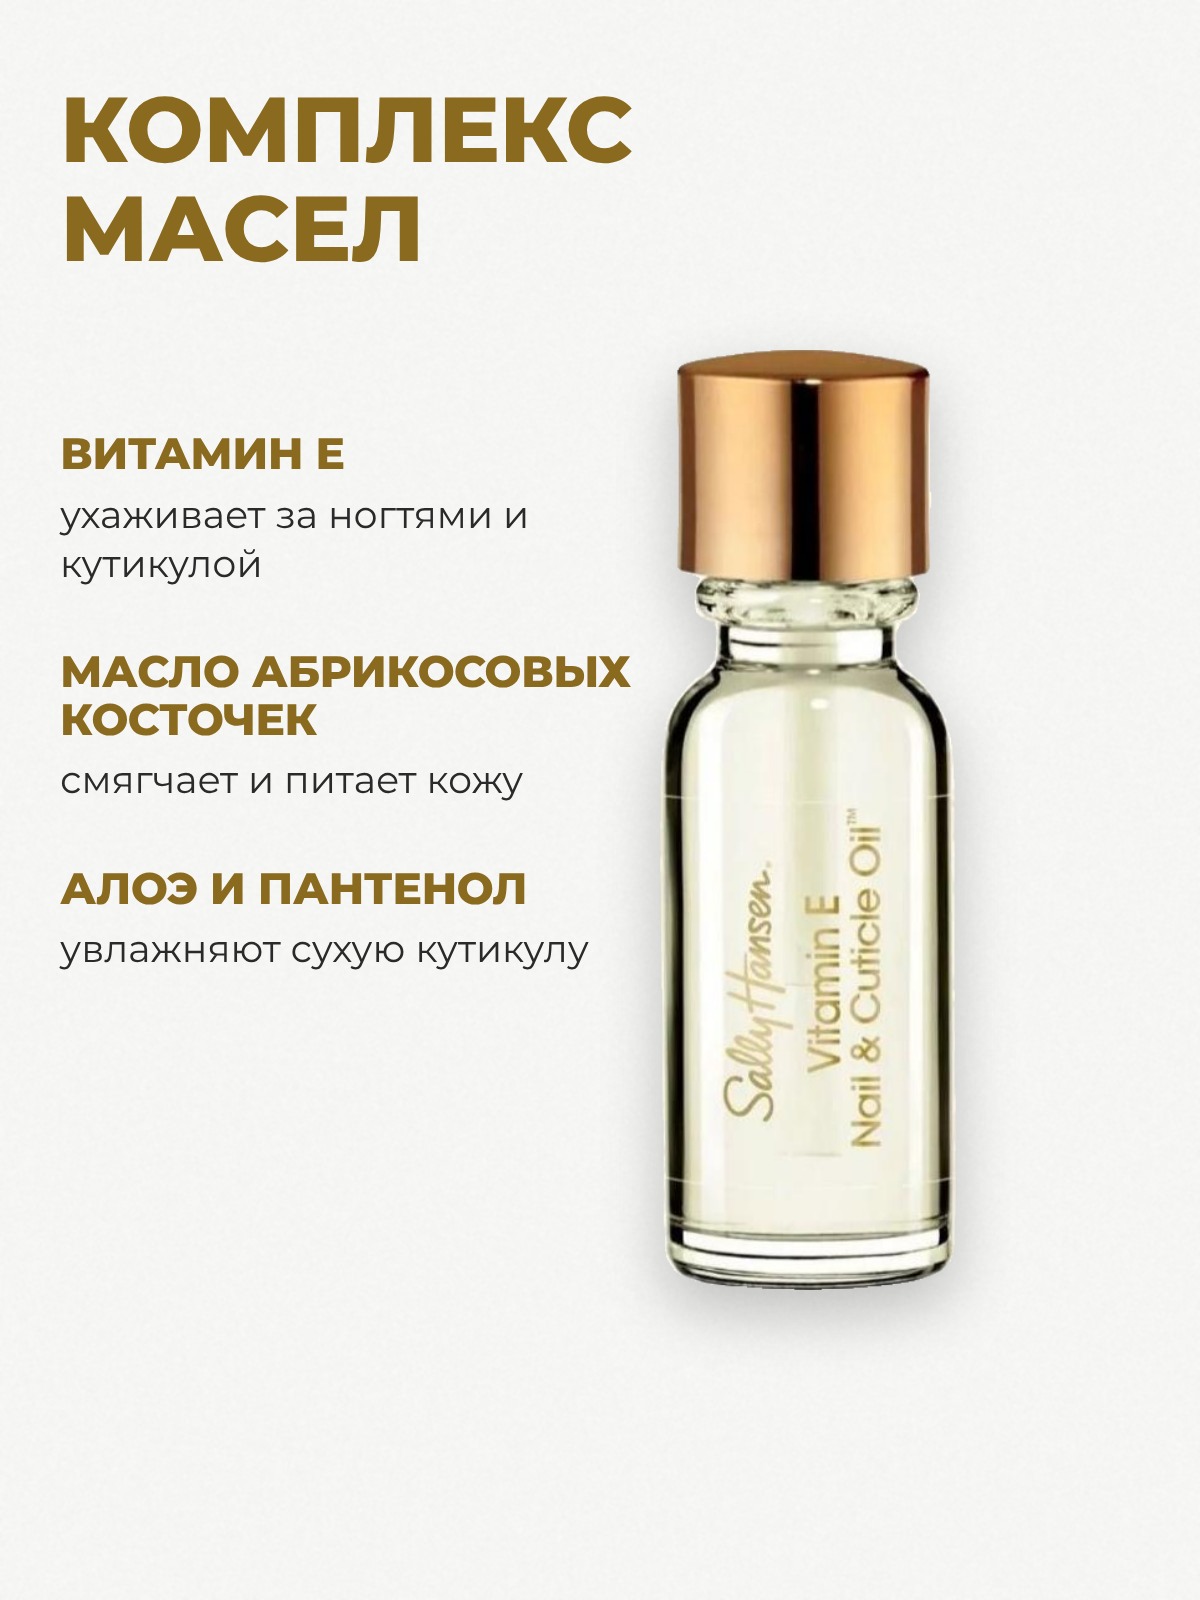 КОМПЛЕКС
МАСЕЛ
ВИТАМИН Е
ухаживает за ногтями и
кутикулой
МАСЛО АБРИКОСОВЫХ
КОСТОЧЕК
смягчает и питает кожу
АЛОЭ И ПАНТЕНОЛ
увлажняют сухую кутикулу
Sally Hansen.
Vitamin E
Nail & Cuticle Oil™